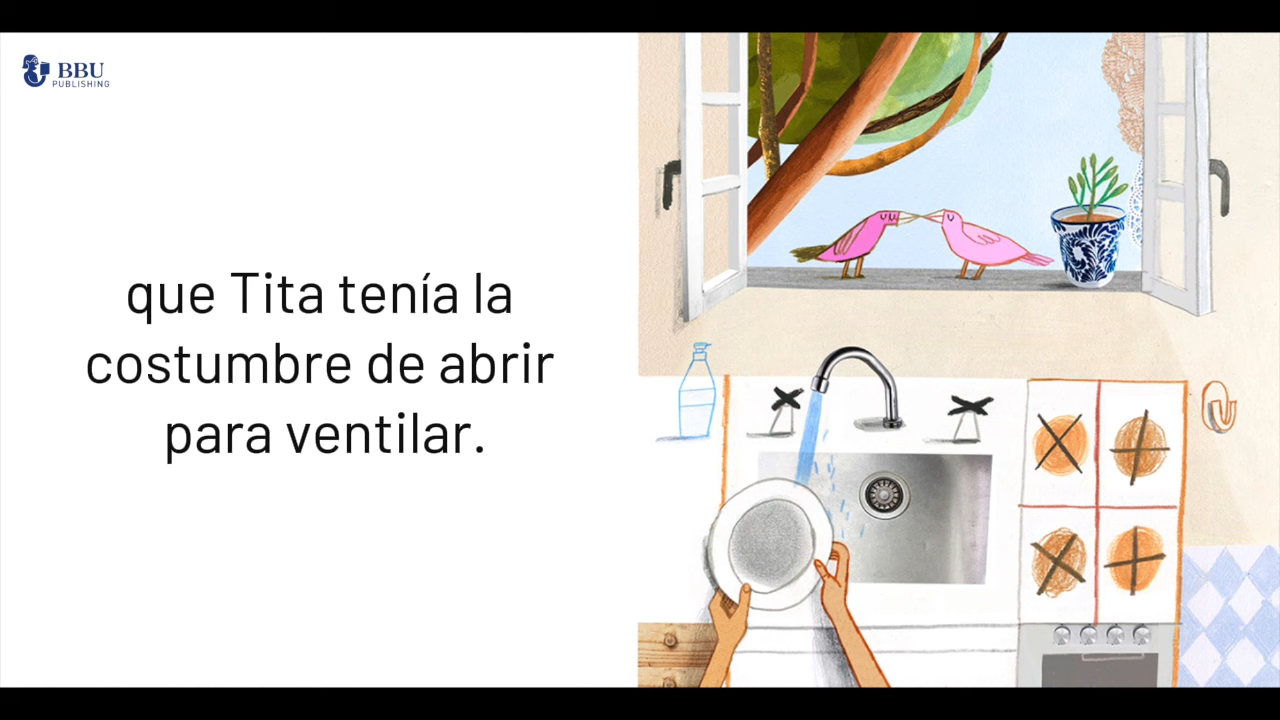 BBU
PUBLISHING
que Tita tenía la
costumbre de abrir
para ventilar.